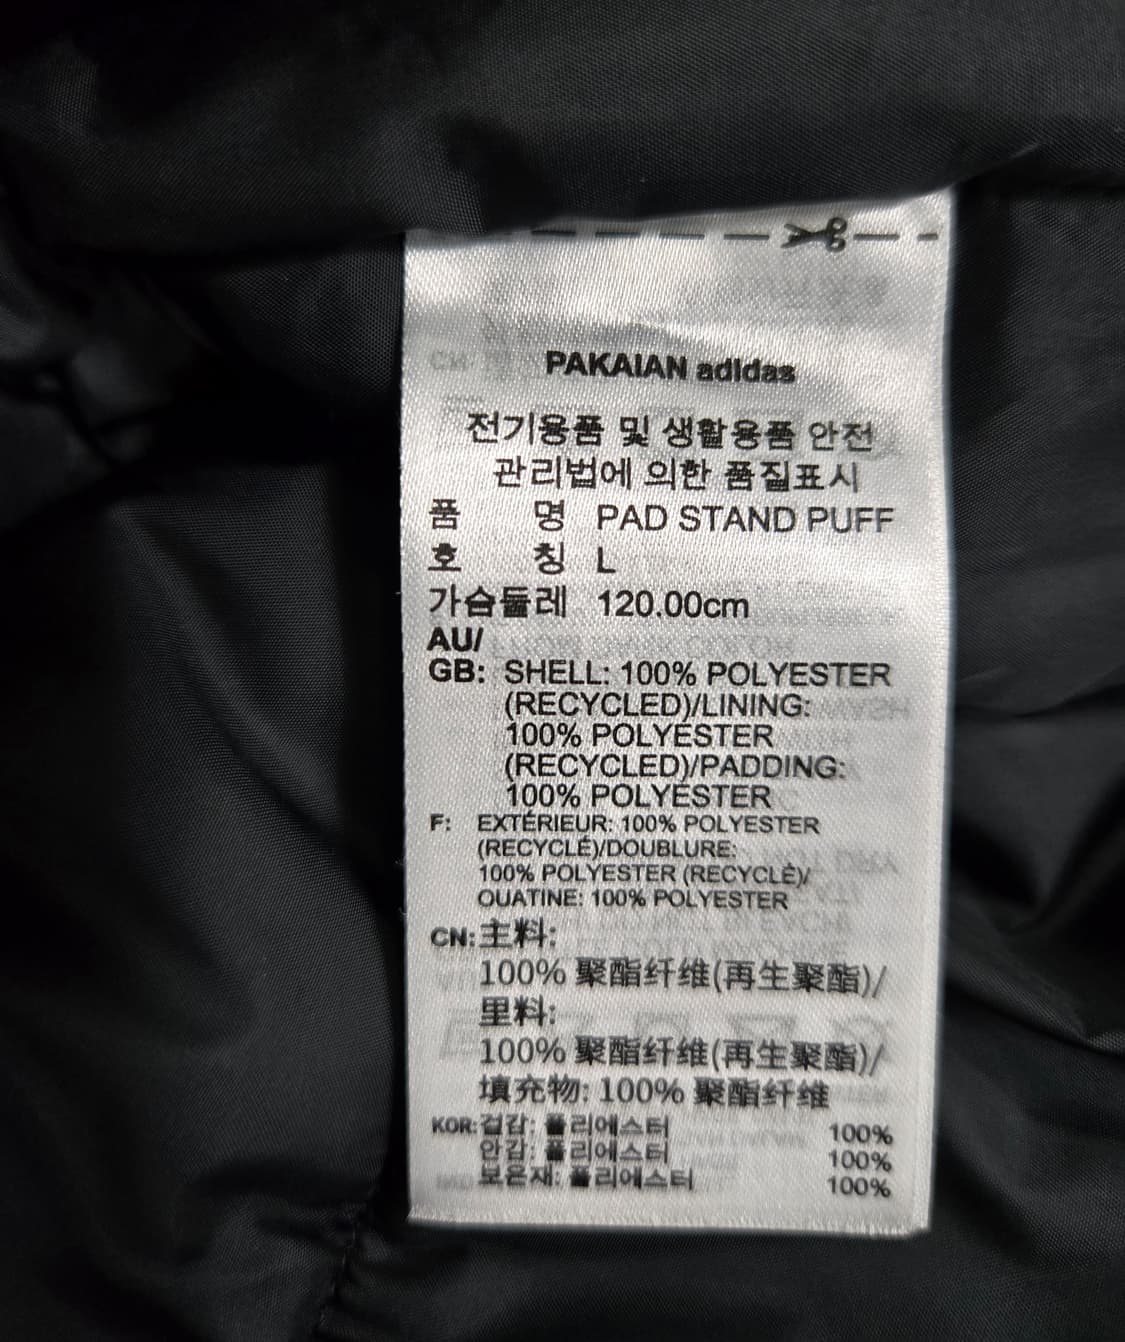 PAKAIAN adidas
전기용품 및 생활용품 안전
관리법에 의한 품질표시
품 명 PAD STAND PUFF
호 칭 L
가슴둘레 120.00cm
AU/
GB: SHELL: 100% POLYESTER
(RECYCLED)/LINING:
100% POLYESTER
(RECYCLED)/PADDING:
100% POLYESTER
F: EXTÉRIEUR: 100% POLYESTER
(RECYCLÉ)/DOUBLURE:
100% POLYESTER (RECYCLÉ)/
OUATINE: 100% POLYESTER
CN: 主料:
100% 聚酯纤维(再生聚酯)/
里料:
100% 聚酯纤维(再生聚酯)/
填充物: 100% 聚酯纤维
KOR: 겉감: 폴리에스터 100%
안감: 폴리에스터 100%
보온재: 폴리에스터 100%